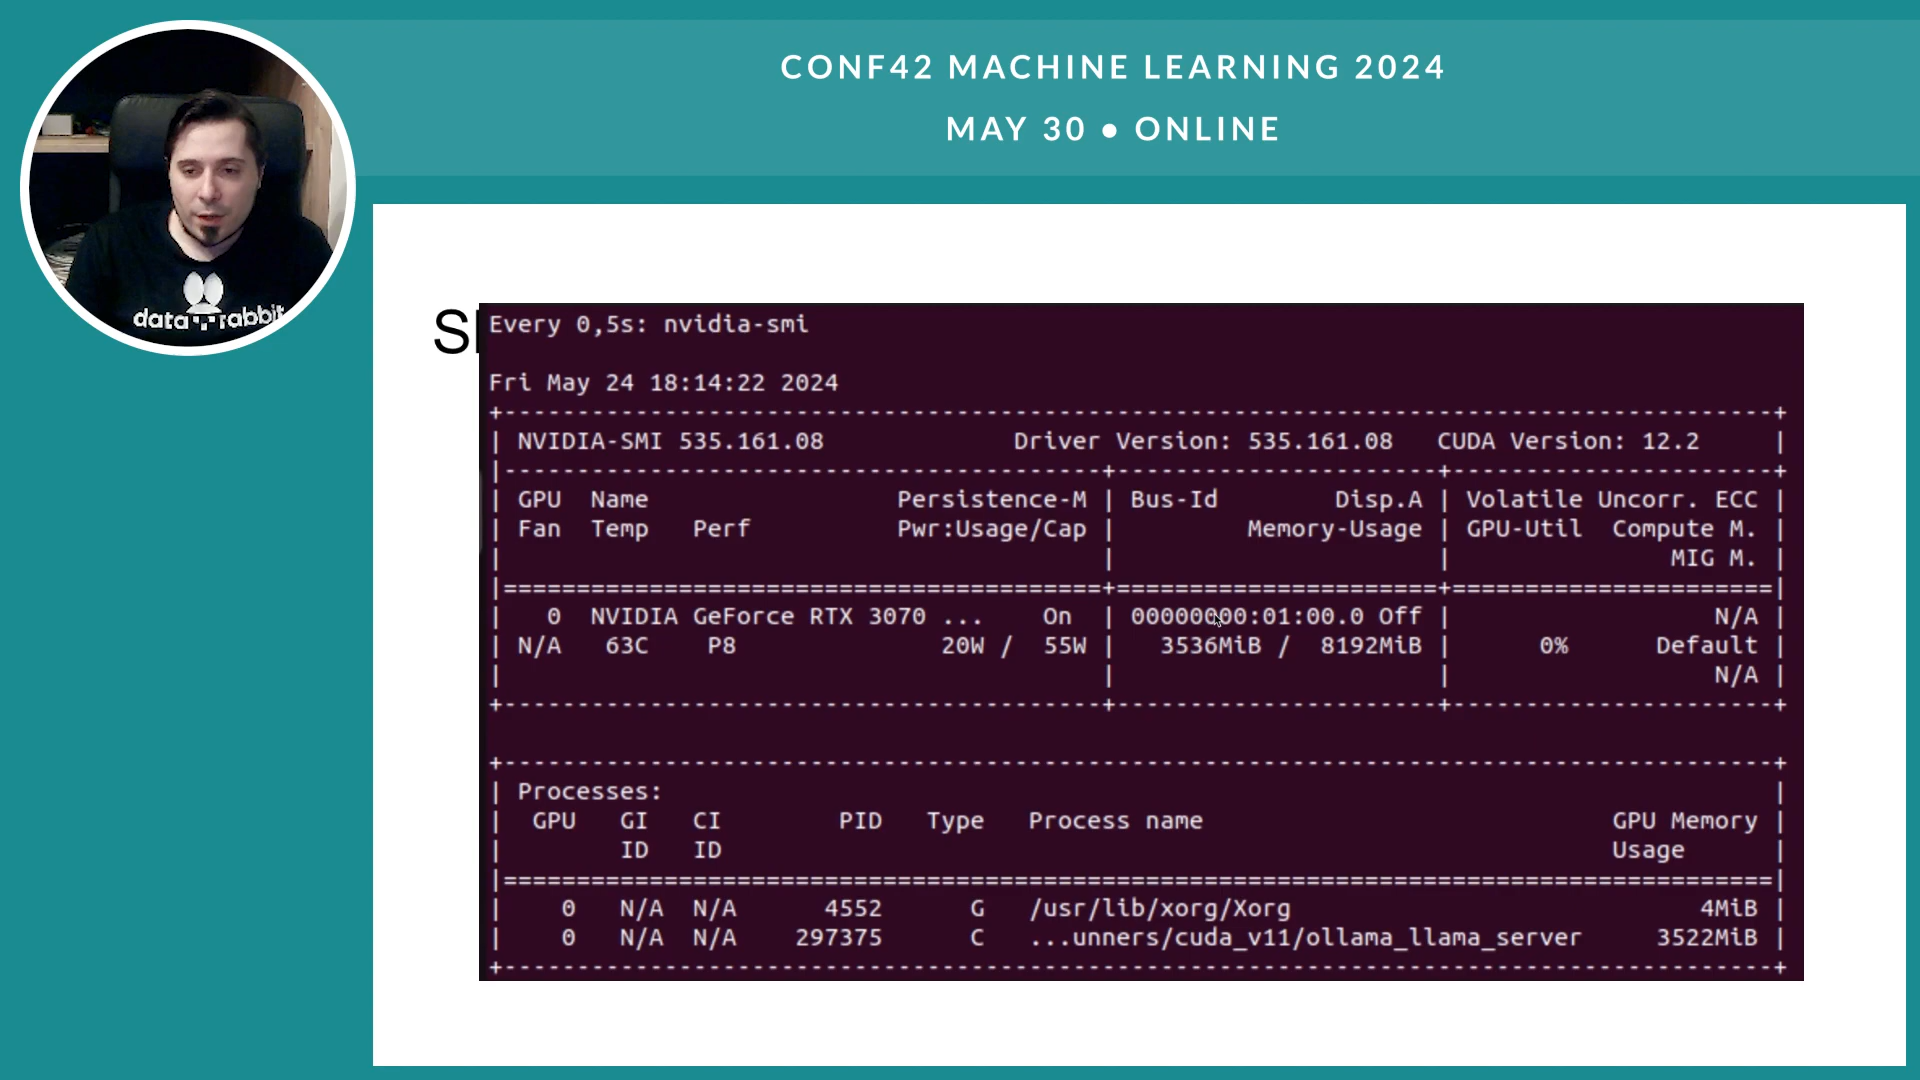 CONF42 MACHINE LEARNING 2024
MAY 30 ● ONLINE
data rabbit
Every 0,5s: nvidia-smi
Fri May 24 18:14:22 2024
+---------------------------------------------------------------------------------------+
| NVIDIA-SMI 535.161.08             Driver Version: 535.161.08   CUDA Version: 12.2     |
|-----------------------------------------+----------------------+----------------------+
| GPU  Name                 Persistence-M | Bus-Id        Disp.A | Volatile Uncorr. ECC |
| Fan  Temp   Perf          Pwr:Usage/Cap |         Memory-Usage | GPU-Util  Compute M. |
|                                         |                      |               MIG M. |
|=========================================+======================+======================|
|   0  NVIDIA GeForce RTX 3070 ...    On  | 00000000:01:00.0 Off |                  N/A |
| N/A   63C    P8              20W /  55W |   3536MiB /  8192MiB |      0%      Default |
|                                         |                      |                  N/A |
+-----------------------------------------+----------------------+----------------------+
+---------------------------------------------------------------------------------------+
| Processes:                                                                            |
|  GPU   GI   CI        PID   Type   Process name                            GPU Memory |
|        ID   ID                                                             Usage      |
|=======================================================================================|
|    0   N/A  N/A      4552      G   /usr/lib/xorg/Xorg                            4MiB |
|    0   N/A  N/A    297375      C   ...unners/cuda_v11/ollama_llama_server     3522MiB |
+---------------------------------------------------------------------------------------+